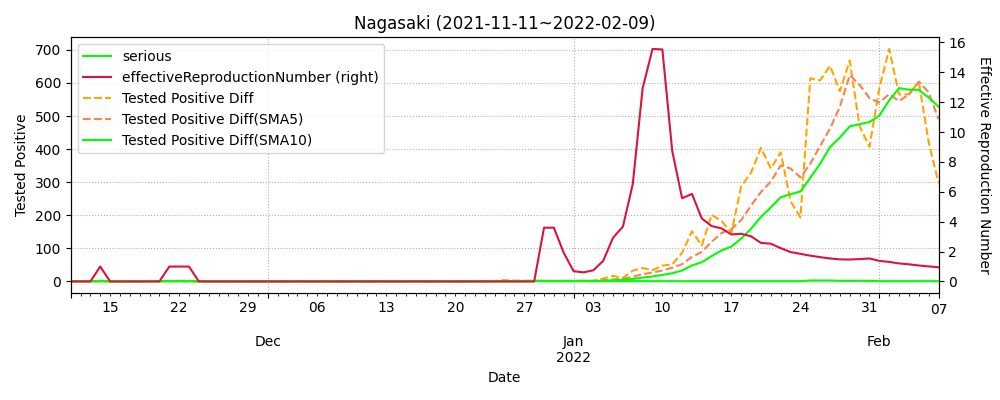 Nagasaki (2021-11-11~2022-02-09)
serious
effectiveReproductionNumber (right)
Tested Positive Diff
Tested Positive Diff(SMA5)
Tested Positive Diff(SMA10)
Tested Positive
700
600
500
400
300
200
100
0
16
14
12
10
8
6
4
2
0
Effective Reproduction Number
15 22 29 06 13 20 27 03 10 17 24 31 07
Dec Jan Feb
2022
Date